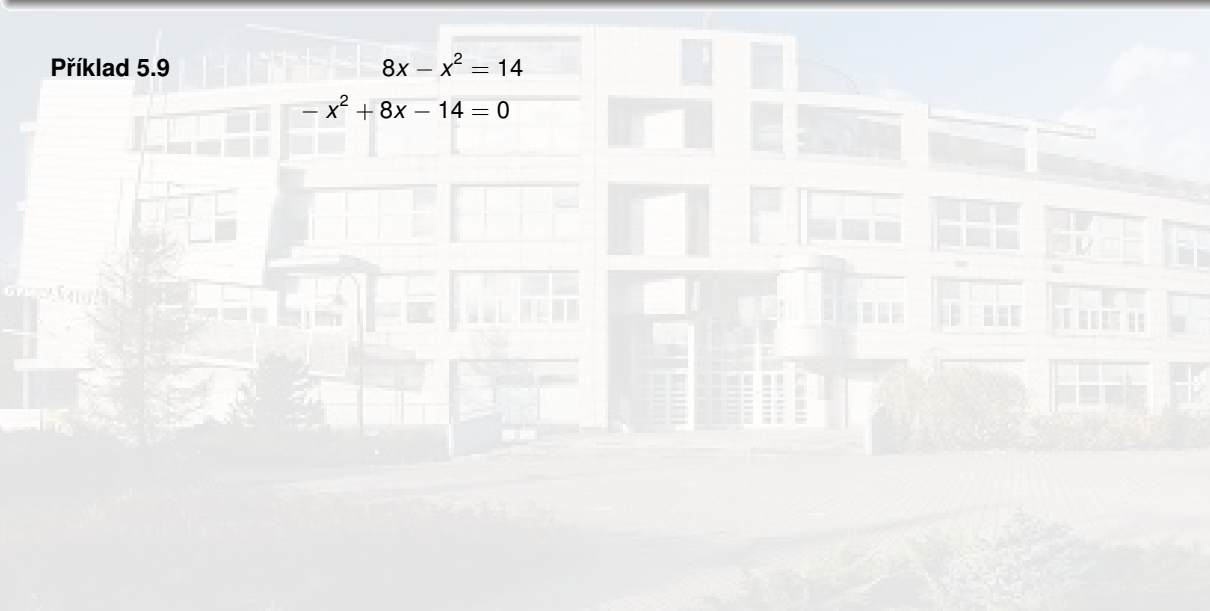 Příklad 5.9 8x − x² = 14
− x² + 8x − 14 = 0